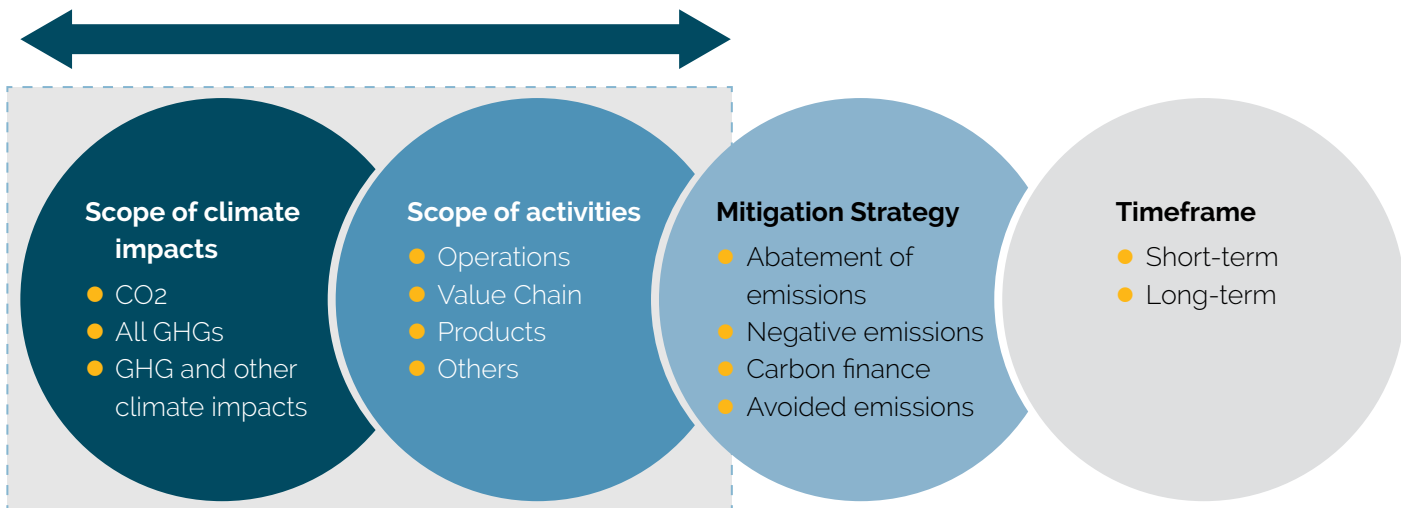 Scope of climate
impacts
CO2
All GHGs
GHG and other
climate impacts
Scope of activities
Operations
Value Chain
Products
Others
Mitigation Strategy
Abatement of
emissions
Negative emissions
Carbon finance
Avoided emissions
Timeframe
Short-term
Long-term